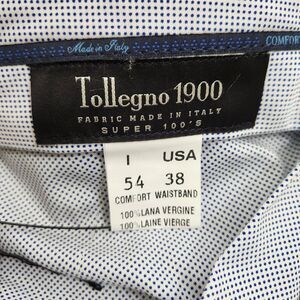 Made in Italy
COMFORT
Tollegno 1900
FABRIC MADE IN ITALY
SUPER 100'S
I USA
54 38
COMFORT WAISTBAND
100%LANA VERGINE
100%LAINE VIERGE